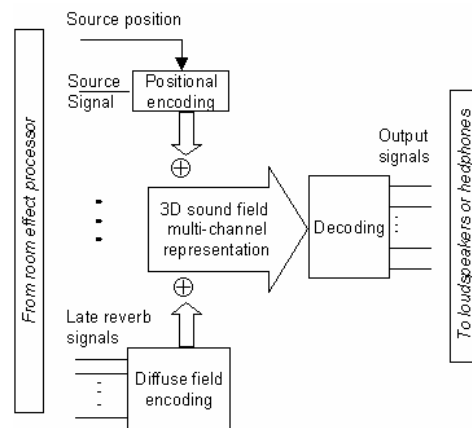 Source position
Source
Signal
Positional
encoding
From room effect processor
3D sound field
multi-channel
representation
Output
signals
Decoding
To loudspeakers or hedphones
Late reverb
signals
Diffuse field
encoding